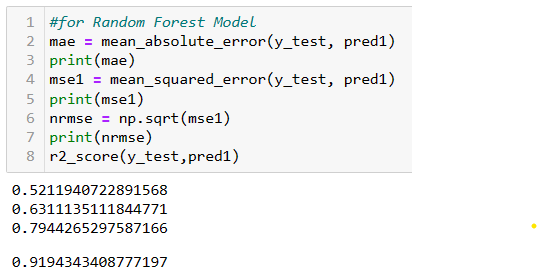 1 #for Random Forest Model
2 mae = mean_absolute_error(y_test, pred1)
3 print(mae)
4 mse1 = mean_squared_error(y_test, pred1)
5 print(mse1)
6 nrmse = np.sqrt(mse1)
7 print(nrmse)
8 r2_score(y_test,pred1)
0.5211940722891568
0.6311135111844771
0.7944265297587166
0.9194343408777197